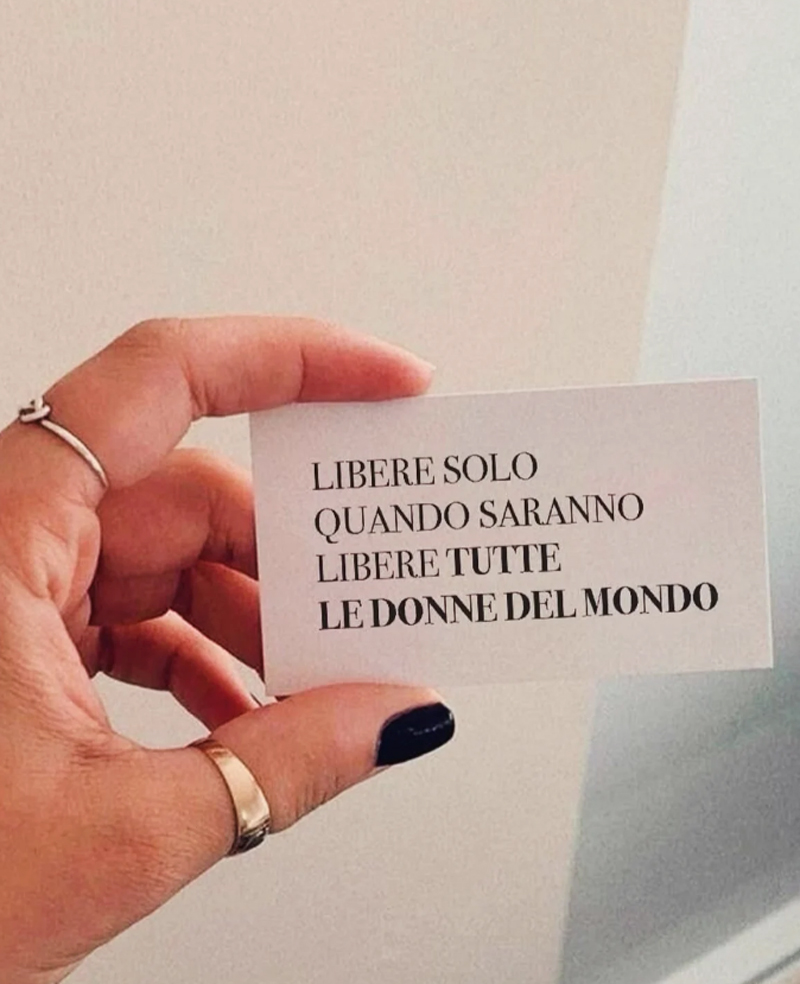 LIBERE SOLO
QUANDO SARANNO
LIBERE TUTTE
LE DONNE DEL MONDO